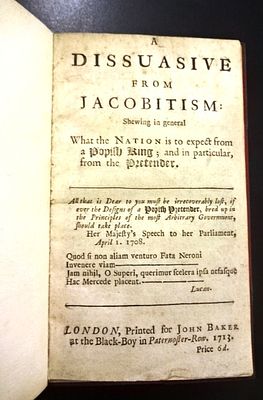 A
DISSUASIVE
FROM
JACOBITISM:
Shewing in general
What the NATION is to expect from
a Popish King; and in particular,
from the Pretender.
All that is Dear to you must be irrecoverably lost, if
ever the Designs of a Popish Pretender, bred up in
the Principles of the most Arbitrary Government,
should take place.
Her Majesty's Speech to her Parliament,
April 1. 1708.
Quod si non aliam venturo Fata Neroni
Invenere viam—
Jam nihil, O Superi, querimur scelera ipsa nefasque
Hac Mercede placent.—
Lucan.
LONDON, Printed for JOHN BAKER
at the Black-Boy in Paternoster-Row. 1713.
Price 6d.